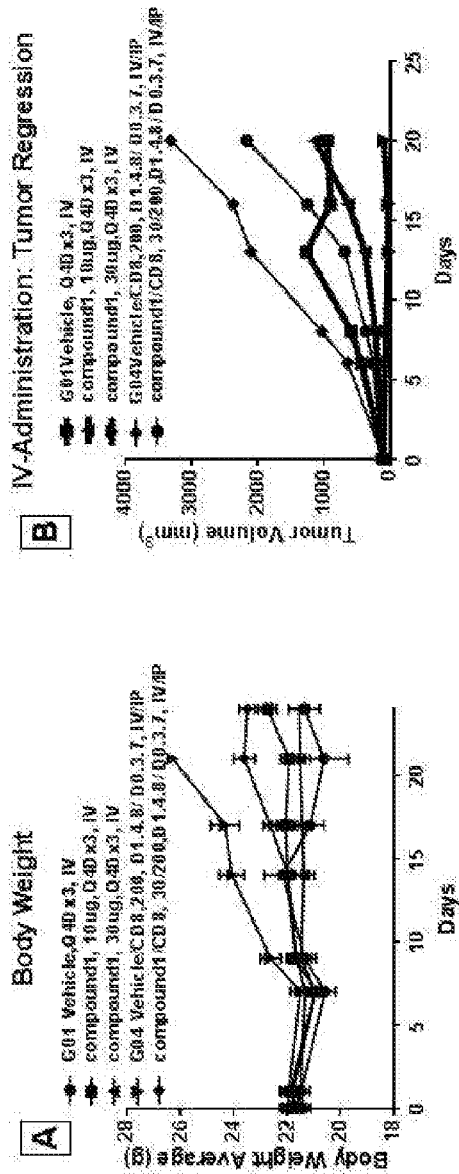 A
Body Weight
G01 Vehicle,Q4D x3, IV
compound1, 10ug,Q4D x3, IV
compound1, 30ug,Q4D x3, IV
G04 Vehicle/CD8,200, D1.4.8/ D0.3.7, IV/IP
compound1/CD8, 30/200,D1.4.8/ D0.3.7, IV/IP
Body Weight Average (g)
28
26
24
22
20
18
0
5
10
15
20
Days
B
IV-Administration: Tumor Regression
G01Vehicle, Q4D x3, IV
compound1, 10ug,Q4D x3, IV
compound1, 30ug,Q4D x3, IV
G04Vehicle/CD8,200, D1.4.8/ D0.3.7, IV/IP
compound1/CD8, 30/200,D1.4.8/ D0.3.7, IV/IP
Tumor Volume (mm3)
4000
3000
2000
1000
0
0
5
10
15
20
25
Days